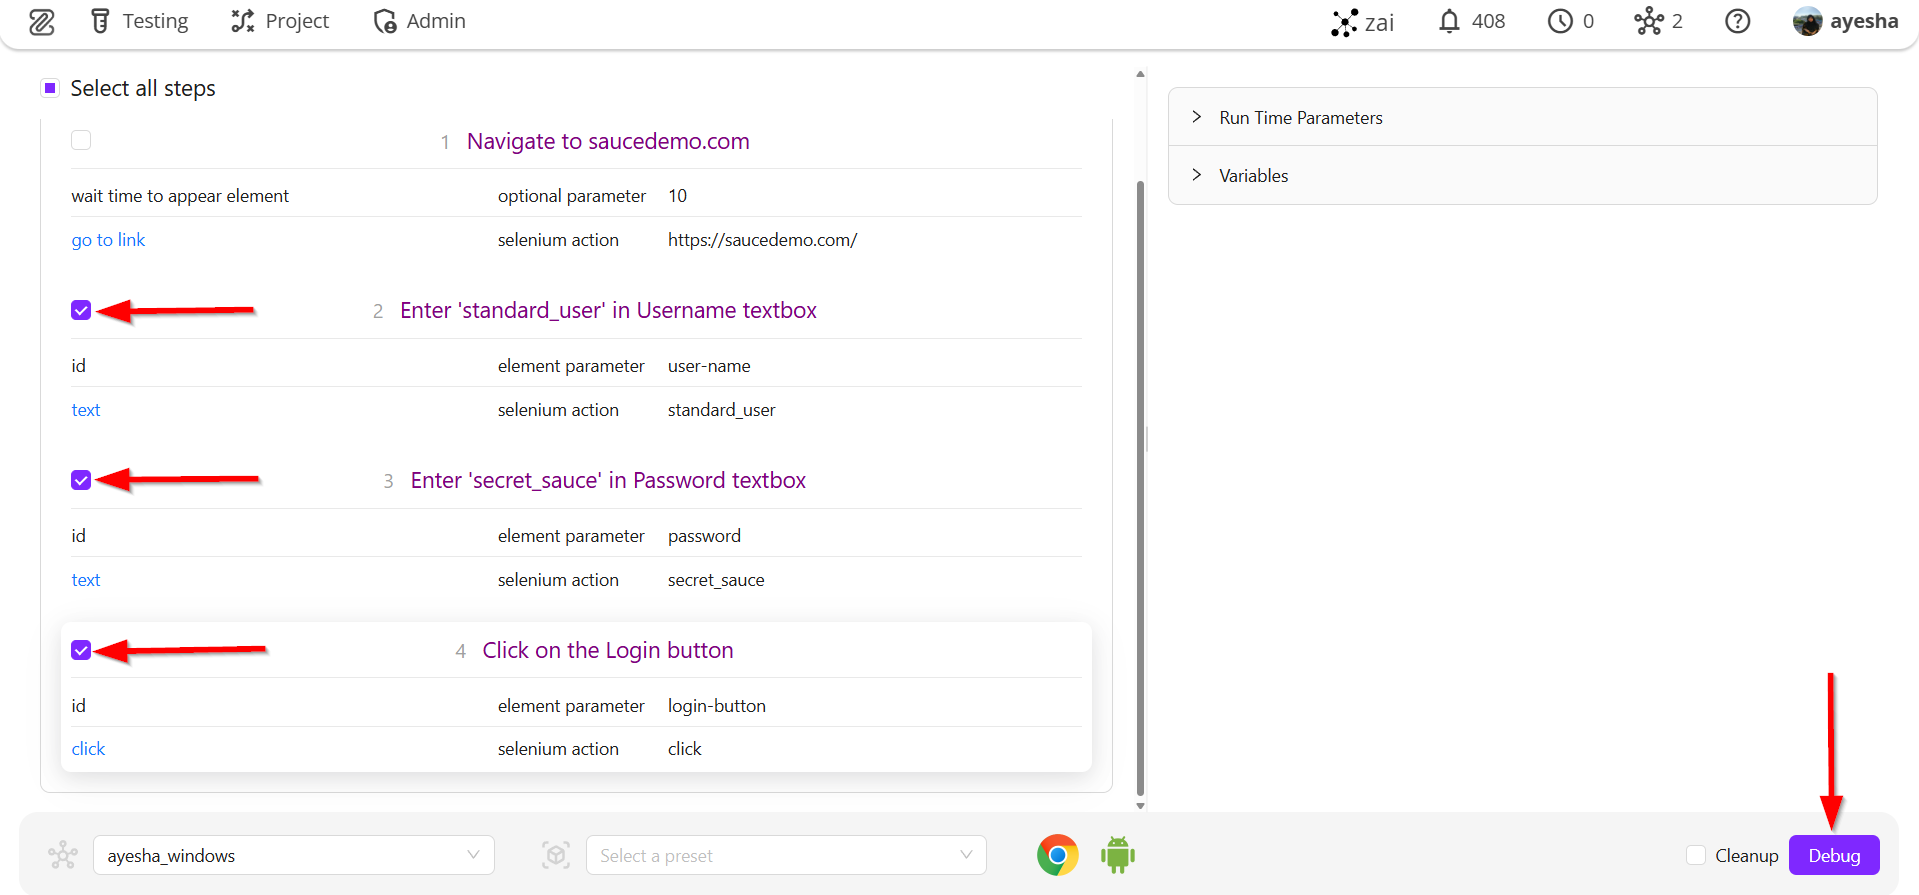 Testing Project Admin zai 408 0 2 ayesha
Select all steps
1 Navigate to saucedemo.com
wait time to appear element optional parameter 10
go to link selenium action https://saucedemo.com/
2 Enter 'standard_user' in Username textbox
id element parameter user-name
text selenium action standard_user
3 Enter 'secret_sauce' in Password textbox
id element parameter password
text selenium action secret_sauce
4 Click on the Login button
id element parameter login-button
click selenium action click
Run Time Parameters
Variables
ayesha_windows Select a preset Cleanup Debug